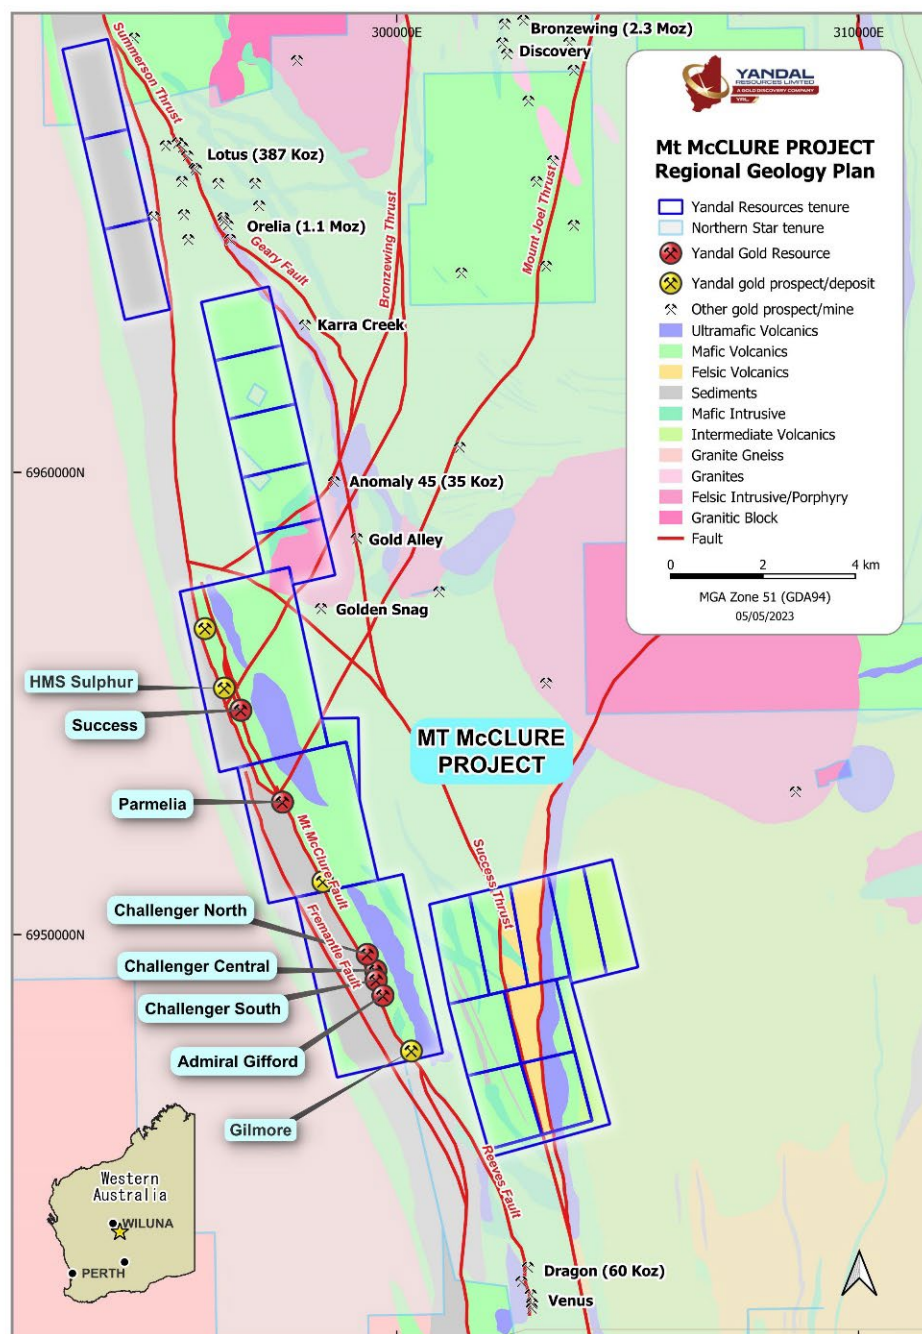 300000E
310000E
Bronzewing (2.3 Moz)
Discovery
Summerson Thrust
Lotus (387 Koz)
Orelia (1.1 Moz)
Geary Fault
Bronzewing Thrust
Mount Joel Thrust
Karra Creek
6960000N
Anomaly 45 (35 Koz)
Gold Alley
Golden Snag
YANDAL
RESOURCES LIMITED
A GOLD DISCOVERY COMPANY
YRL
Mt McCLURE PROJECT
Regional Geology Plan
Yandal Resources tenure
Northern Star tenure
Yandal Gold Resource
Yandal gold prospect/deposit
Other gold prospect/mine
Ultramafic Volcanics
Mafic Volcanics
Felsic Volcanics
Sediments
Mafic Intrusive
Intermediate Volcanics
Granite Gneiss
Granites
Felsic Intrusive/Porphyry
Granitic Block
Fault
0 2 4 km
MGA Zone 51 (GDA94)
05/05/2023
HMS Sulphur
Success
MT McCLURE
PROJECT
Parmelia
Mt McClure Fault
Success Thrust
Challenger North
Fremantle Fault
6950000N
Challenger Central
Challenger South
Admiral Gifford
Gilmore
Reeves Fault
Western
Australia
WILUNA
PERTH
Dragon (60 Koz)
Venus